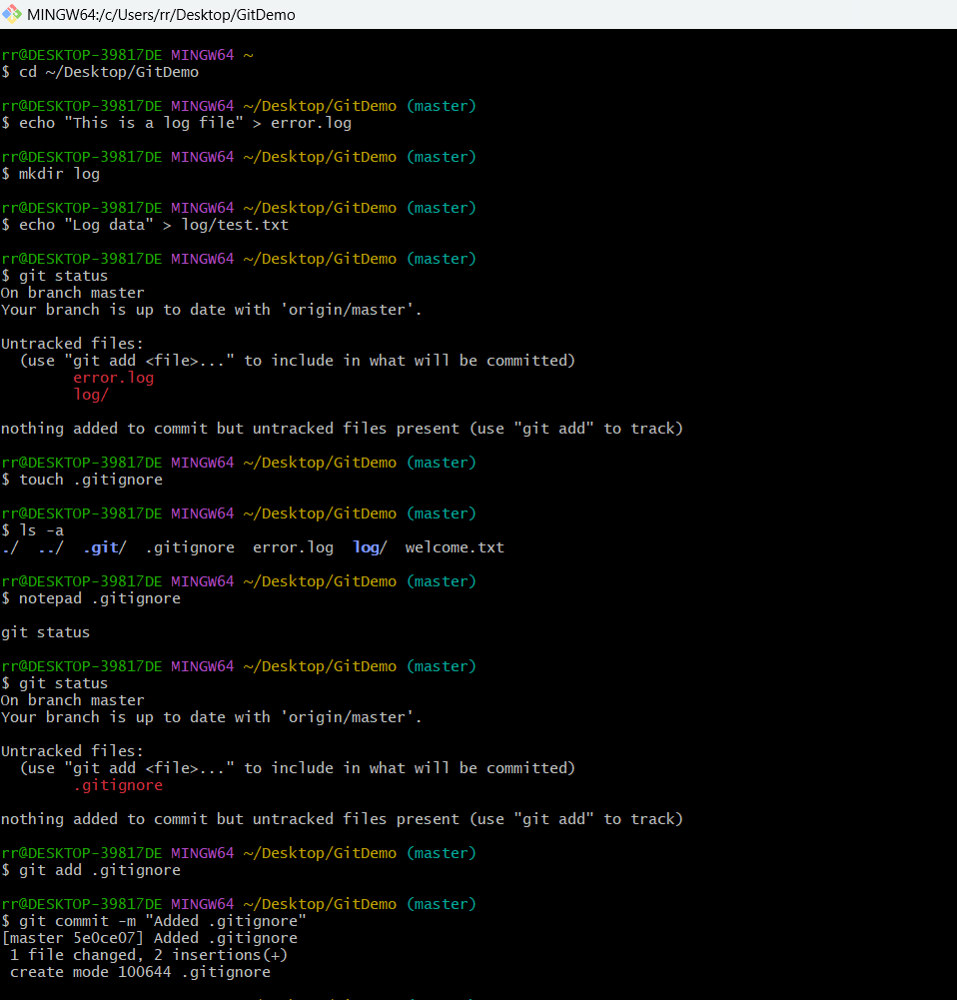 MINGW64:/c/Users/rr/Desktop/GitDemo
rr@DESKTOP-39817DE MINGW64 ~
$ cd ~/Desktop/GitDemo
rr@DESKTOP-39817DE MINGW64 ~/Desktop/GitDemo (master)
$ echo "This is a log file" > error.log
rr@DESKTOP-39817DE MINGW64 ~/Desktop/GitDemo (master)
$ mkdir log
rr@DESKTOP-39817DE MINGW64 ~/Desktop/GitDemo (master)
$ echo "Log data" > log/test.txt
rr@DESKTOP-39817DE MINGW64 ~/Desktop/GitDemo (master)
$ git status
On branch master
Your branch is up to date with 'origin/master'.
Untracked files:
  (use "git add <file>..." to include in what will be committed)
        error.log
        log/
nothing added to commit but untracked files present (use "git add" to track)
rr@DESKTOP-39817DE MINGW64 ~/Desktop/GitDemo (master)
$ touch .gitignore
rr@DESKTOP-39817DE MINGW64 ~/Desktop/GitDemo (master)
$ ls -a
./  ../  .git/  .gitignore  error.log  log/  welcome.txt
rr@DESKTOP-39817DE MINGW64 ~/Desktop/GitDemo (master)
$ notepad .gitignore
git status
rr@DESKTOP-39817DE MINGW64 ~/Desktop/GitDemo (master)
$ git status
On branch master
Your branch is up to date with 'origin/master'.
Untracked files:
  (use "git add <file>..." to include in what will be committed)
        .gitignore
nothing added to commit but untracked files present (use "git add" to track)
rr@DESKTOP-39817DE MINGW64 ~/Desktop/GitDemo (master)
$ git add .gitignore
rr@DESKTOP-39817DE MINGW64 ~/Desktop/GitDemo (master)
$ git commit -m "Added .gitignore"
[master 5e0ce07] Added .gitignore
 1 file changed, 2 insertions(+)
 create mode 100644 .gitignore